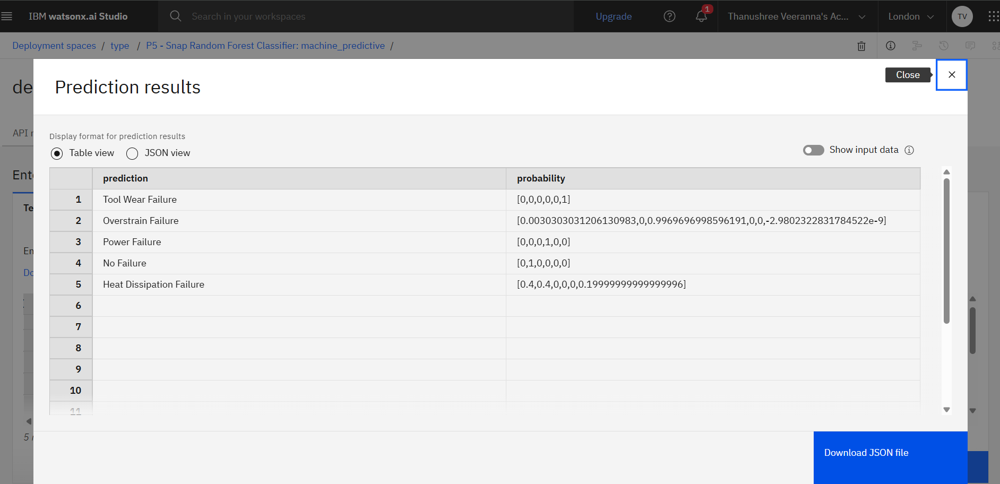 IBM watsonx.ai Studio
Search in your workspaces
Upgrade
1
Thanushree Veeranna's Ac...
London
TV
Deployment spaces / type / P5 - Snap Random Forest Classifier: machine_predictive /
de
Prediction results
Close
API
Display format for prediction results
Table view
JSON view
Show input data
Ente
prediction probability
1 Tool Wear Failure [0,0,0,0,0,1]
Te
2 Overstrain Failure [0.0030303031206130983,0,0.9969696998596191,0,0,-2.9802322831784522e-9]
3 Power Failure [0,0,0,1,0,0]
En
4 No Failure [0,1,0,0,0,0]
Do
5 Heat Dissipation Failure [0.4,0.4,0,0,0,0.19999999999999996]
6
7
8
9
10
11
5
Download JSON file